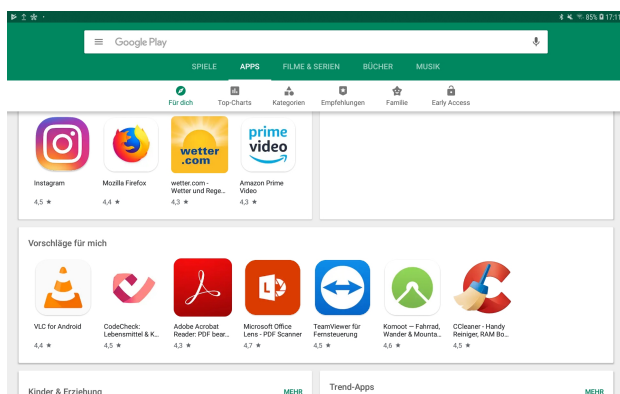 85% 17:11
Google Play
SPIELE APPS FILME & SERIEN BÜCHER MUSIK
Für dich Top-Charts Kategorien Empfehlungen Familie Early Access
wetter
.com
prime
video
Instagram Mozilla Firefox wetter.com - Amazon Prime
Wetter und Rege... Video
4,5 ★ 4,4 ★ 4,3 ★ 4,3 ★
Vorschläge für mich
L
VLC for Android CodeCheck: Adobe Acrobat Microsoft Office TeamViewer für Komoot — Fahrrad, CCleaner - Handy
Lebensmittel & K... Reader: PDF bear... Lens - PDF Scanner Fernsteuerung Wander & Mounta... Reiniger, RAM Bo...
4,4 ★ 4,5 ★ 4,3 ★ 4,7 ★ 4,5 ★ 4,6 ★ 4,5 ★
Kinder & Erziehung MEHR Trend-Apps MEHR